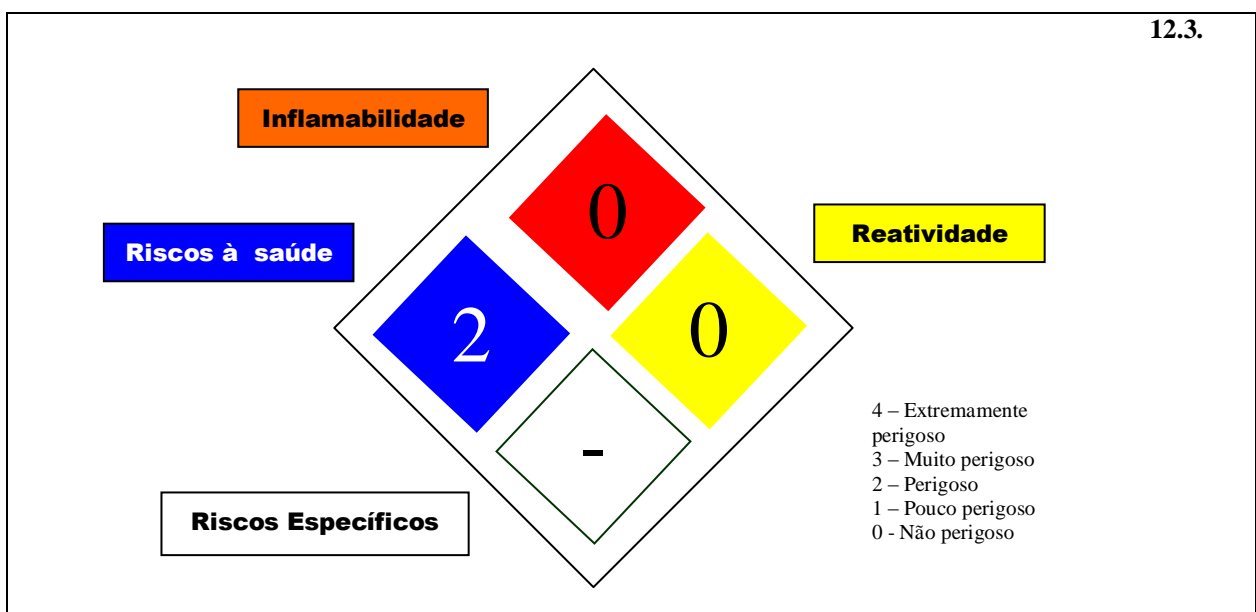 12.3.
Inflamabilidade
0
Riscos à saúde
Reatividade
2
0
4 – Extremamente
perigoso
3 – Muito perigoso
2 – Perigoso
1 – Pouco perigoso
0 - Não perigoso
-
Riscos Específicos